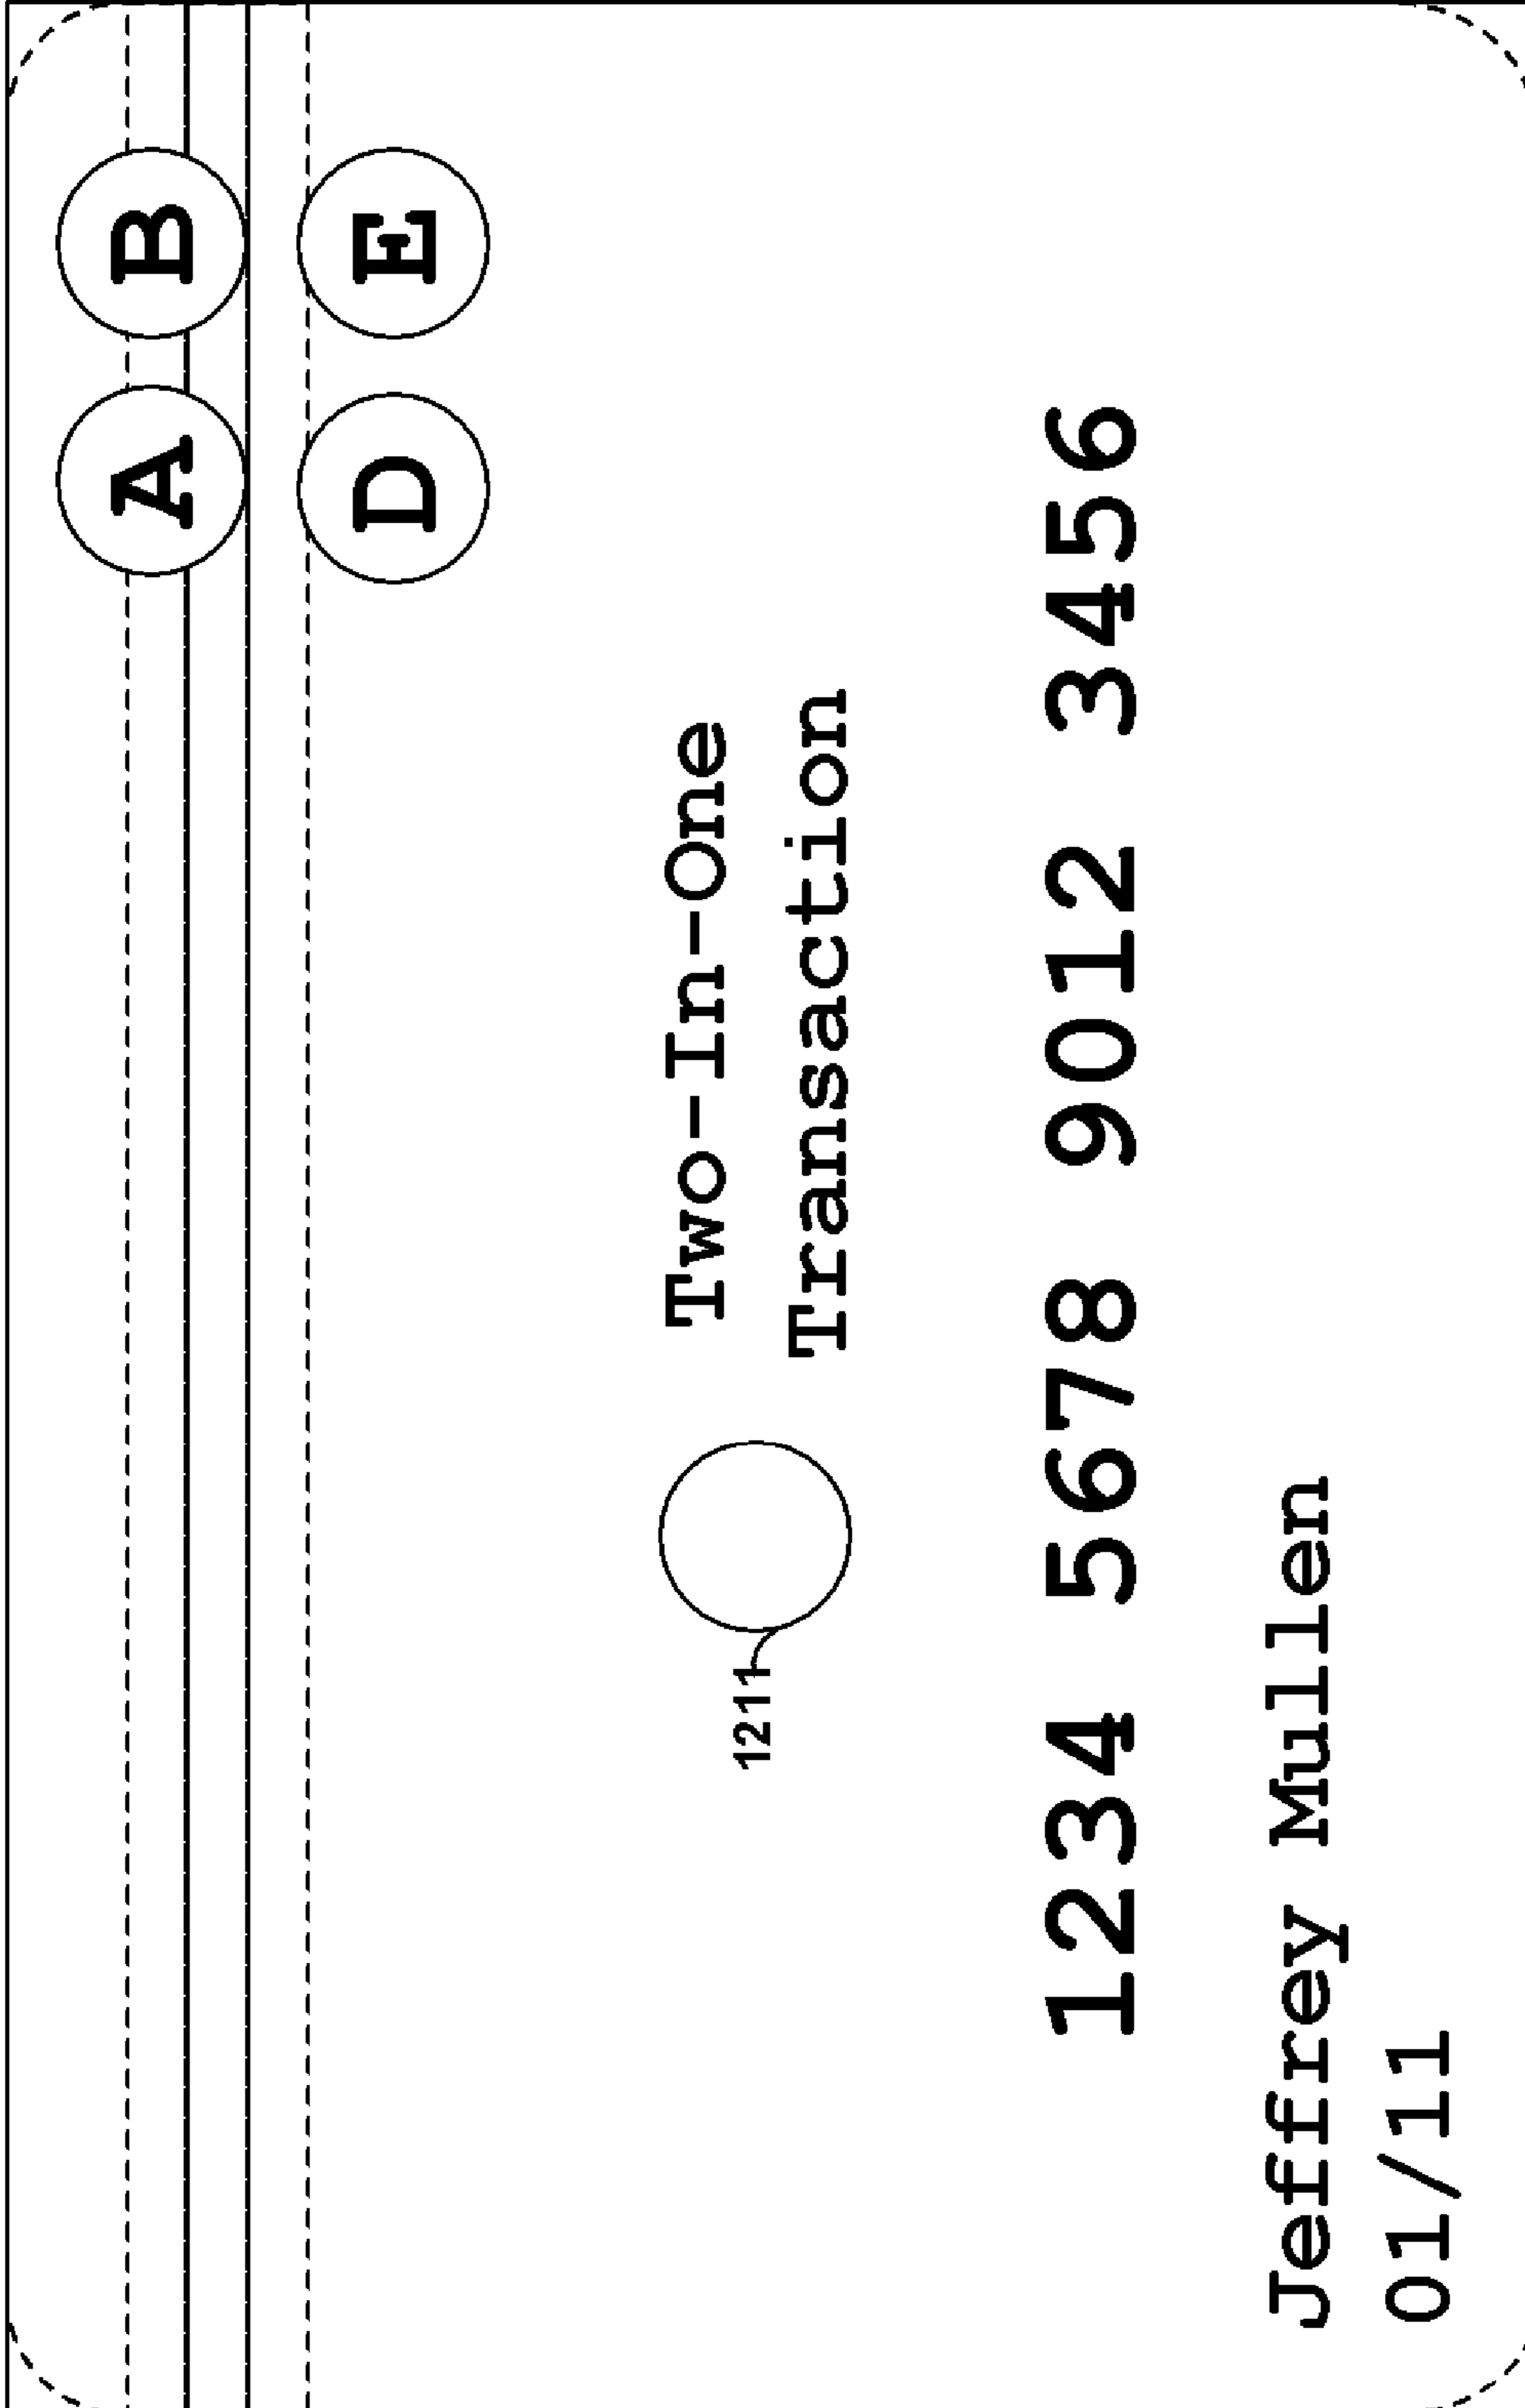 A B
D E
Two-In-One
Transaction
1211
1234 5678 9012 3456
Jeffrey Mullen
01/11